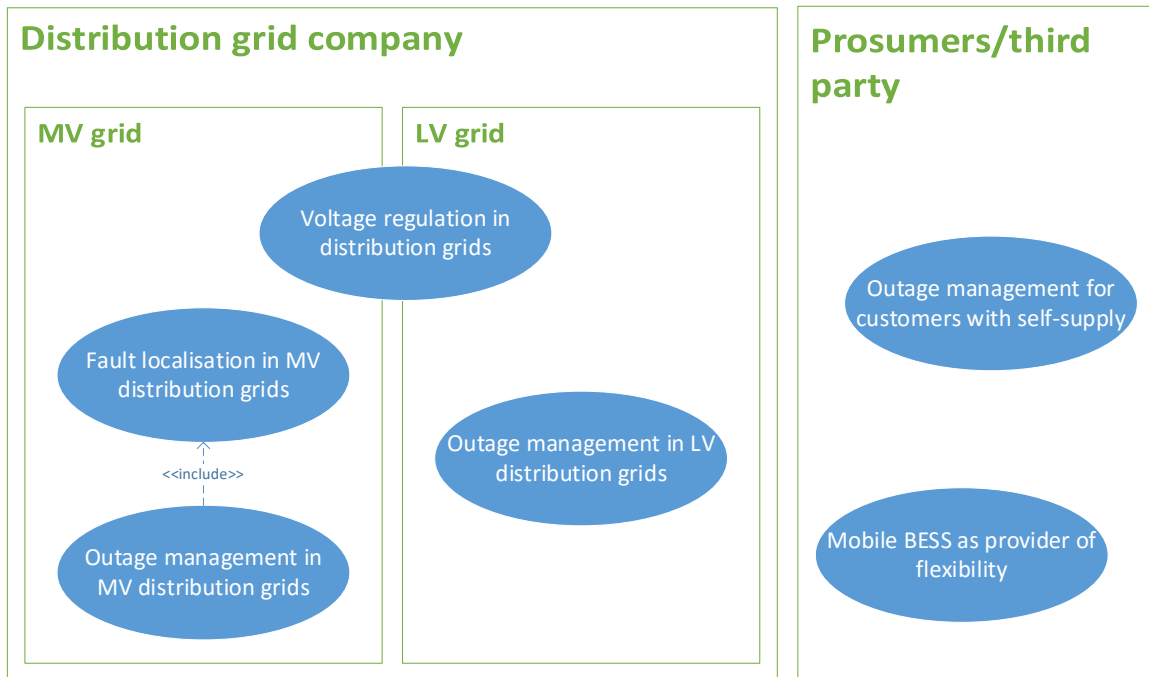 Distribution grid company
MV grid
LV grid
Voltage regulation in
distribution grids
Fault localisation in MV
distribution grids
<<include>>
Outage management in
MV distribution grids
Outage management in LV
distribution grids
Prosumers/third
party
Outage management for
customers with self-supply
Mobile BESS as provider of
flexibility